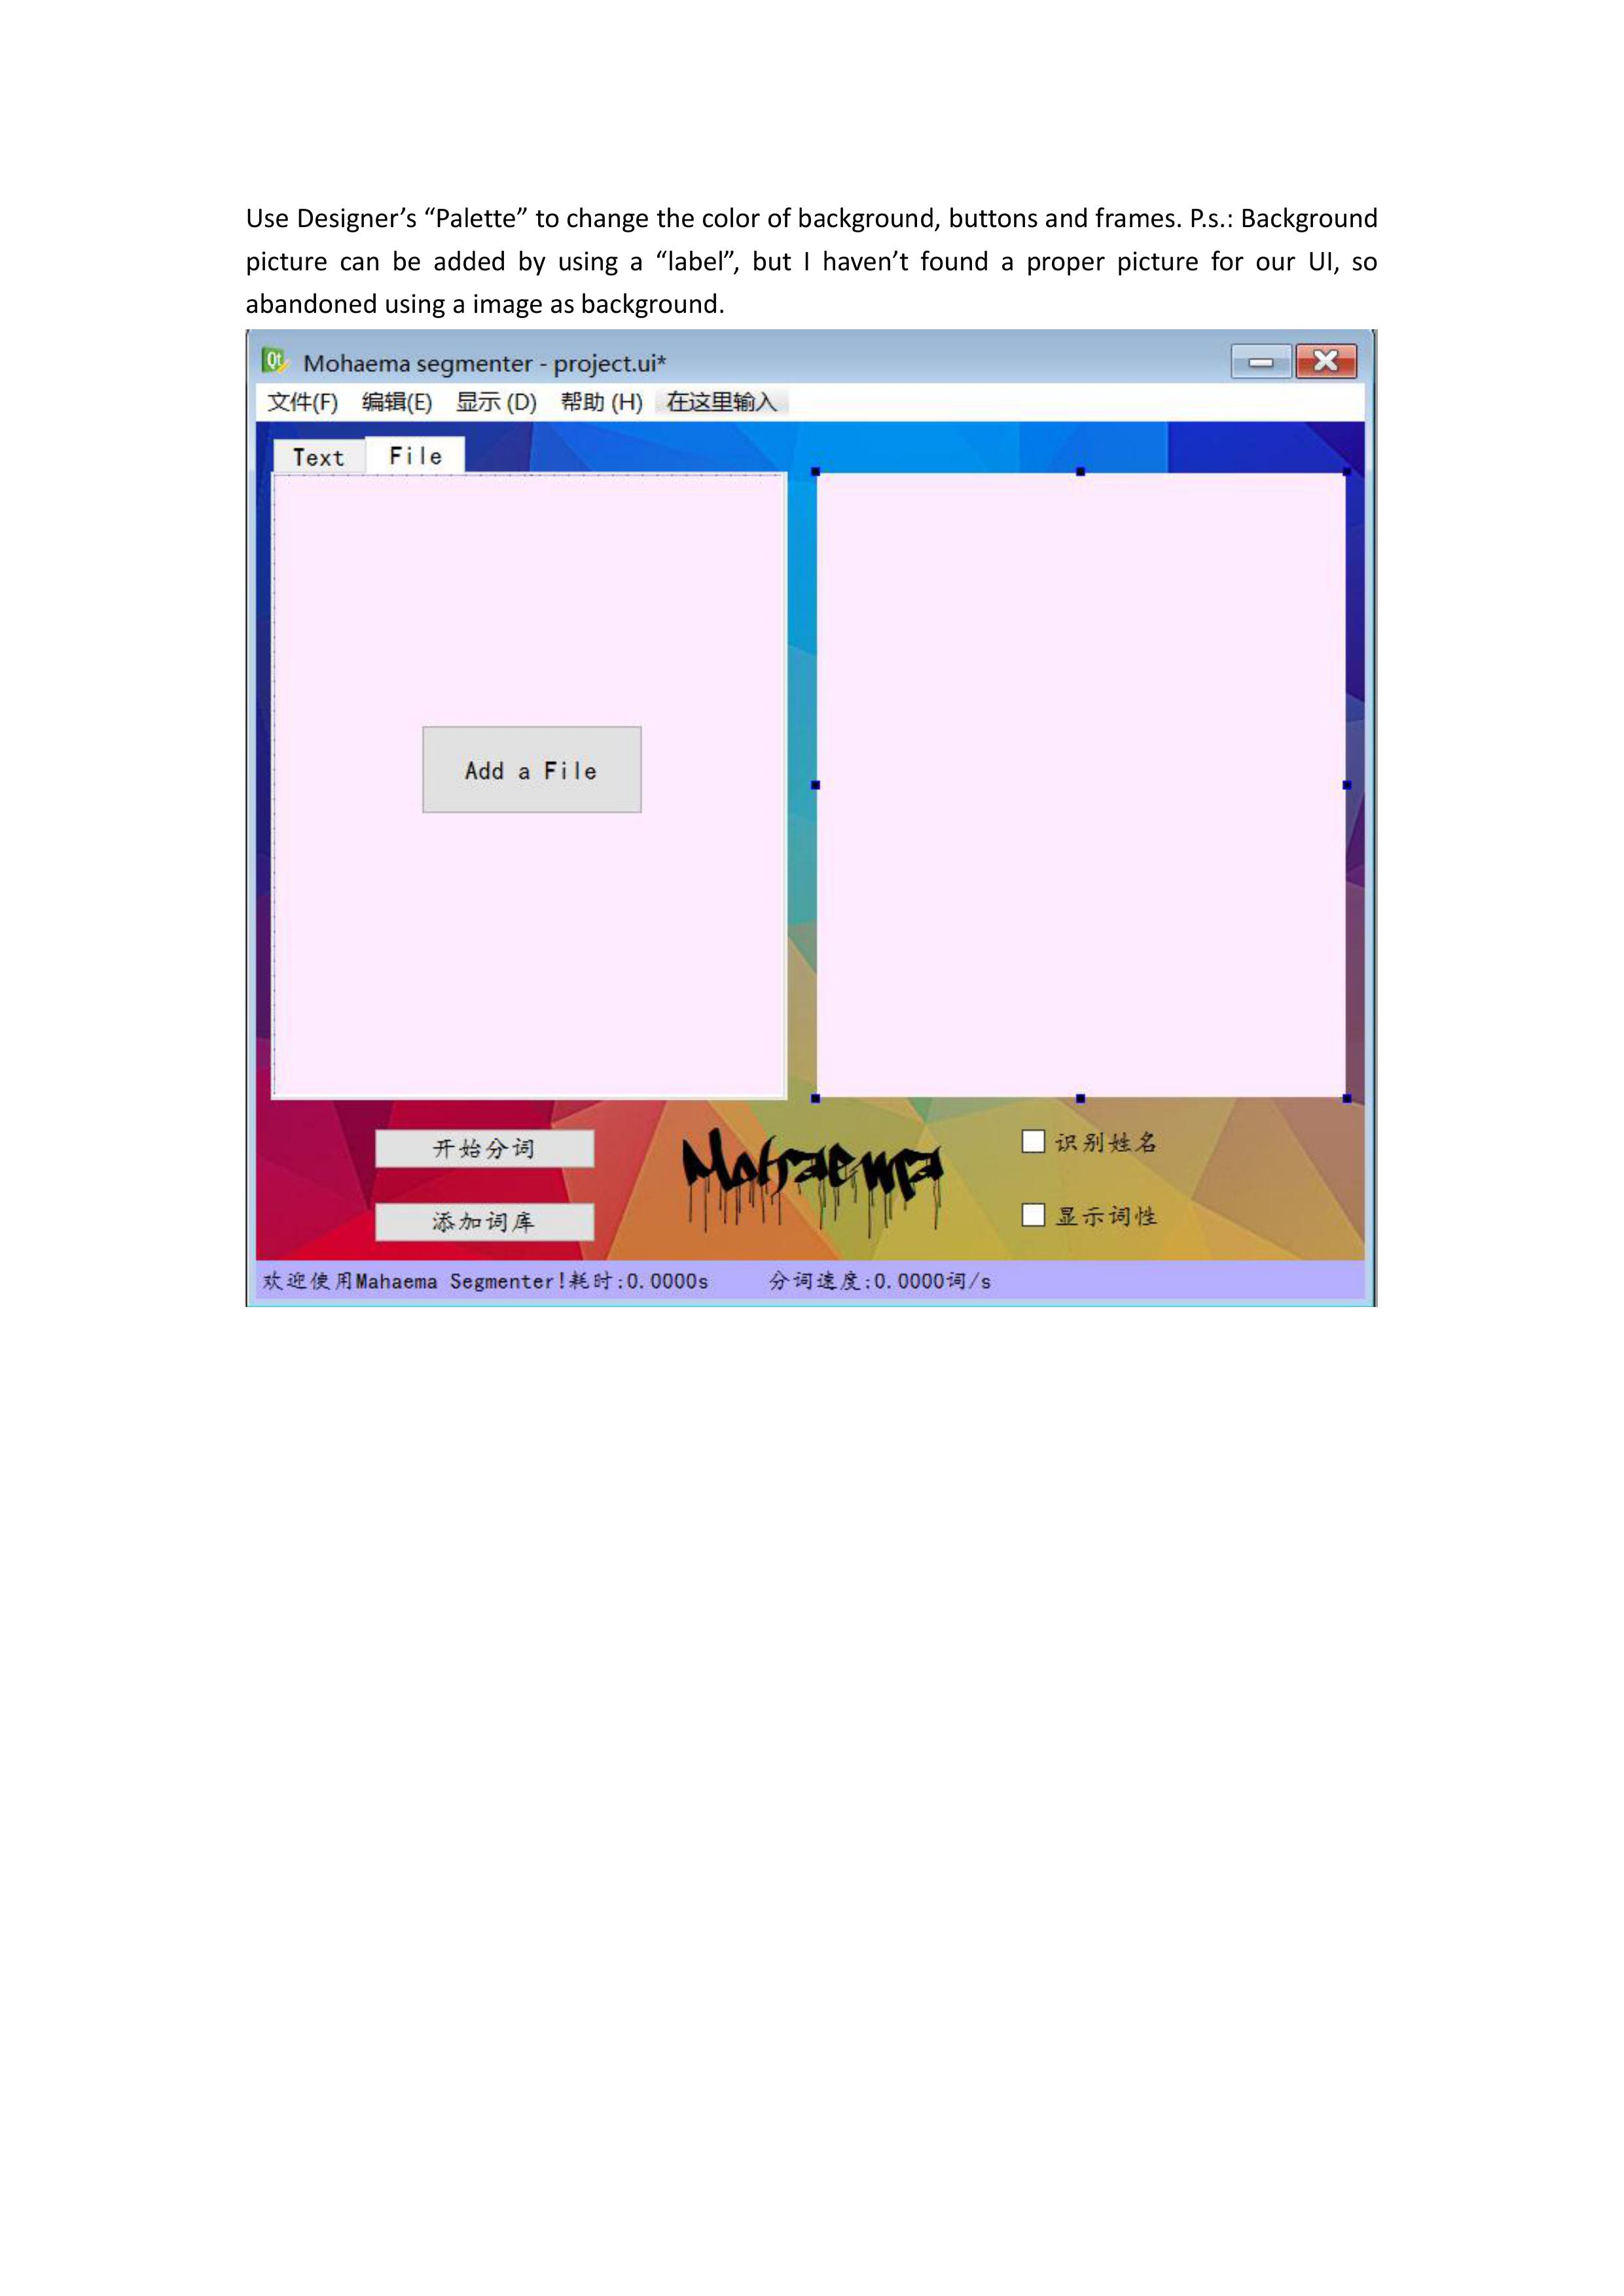 Use Designer’s “Palette” to change the color of background, buttons and frames. P.s.: Background
picture can be added by using a “label”, but I haven’t found a proper picture for our UI, so
abandoned using a image as background.
Qt Mohaema segmenter - project.ui*
文件(F) 编辑(E) 显示 (D) 帮助 (H) 在这里输入
Text File
Add a File
开始分词
添加词库
Mohaema
识别姓名
显示词性
欢迎使用Mahaema Segmenter!耗时:0.0000s 分词速度:0.0000词/s